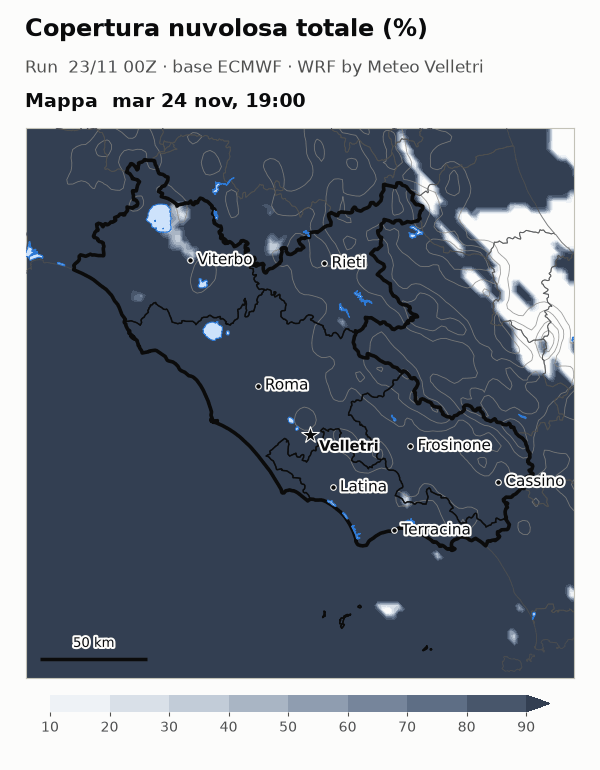 Copertura nuvolosa totale (%)
Run 23/11 00Z · base ECMWF · WRF by Meteo Velletri
Mappa mar 24 nov, 19:00
Viterbo
Rieti
Roma
Velletri
Frosinone
Cassino
Latina
Terracina
50 km
10 20 30 40 50 60 70 80 90